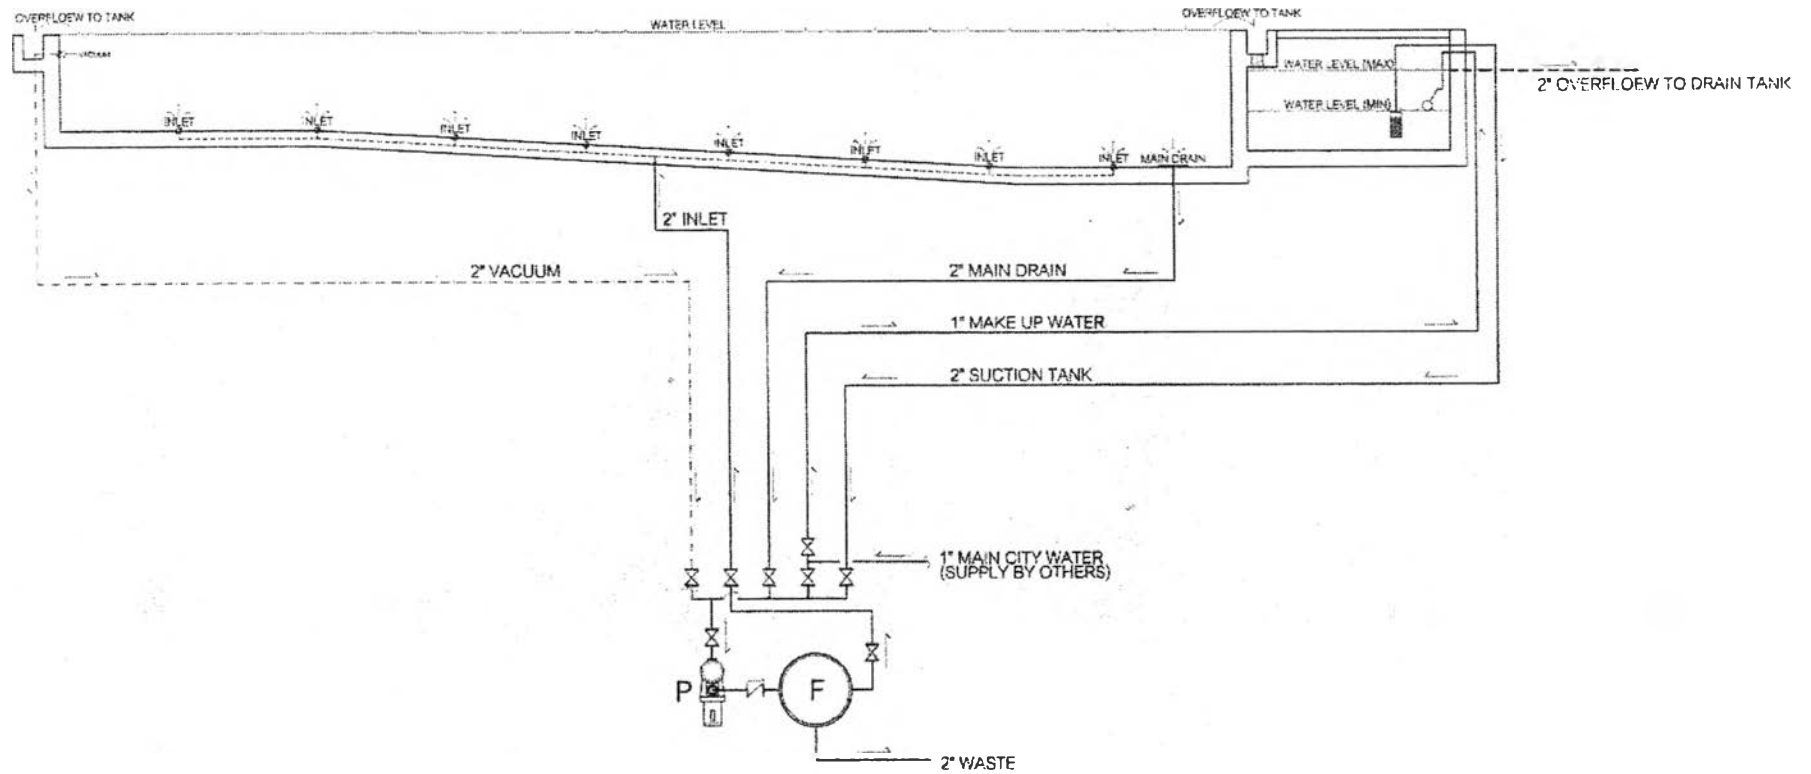 OVERFLOEW TO TANK
WATER LEVEL
OVERFLOEW TO TANK
VACUUM
WATER LEVEL (MAX)
2" OVERFLOEW TO DRAIN TANK
WATER LEVEL (MIN)
INLET
INLET
INLET
INLET
INLET
INLET
INLET
INLET
MAIN DRAIN
2" INLET
2" VACUUM
2" MAIN DRAIN
1" MAKE UP WATER
2" SUCTION TANK
1" MAIN CITY WATER
(SUPPLY BY OTHERS)
P
F
2" WASTE